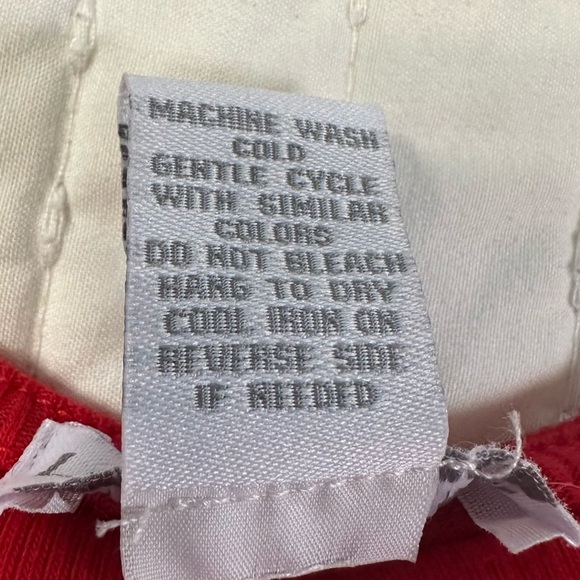 MACHINE WASH
COLD
GENTLE CYCLE
WITH SIMILAR
COLORS
DO NOT BLEACH
HANG TO DRY
COOL IRON ON
REVERSE SIDE
IF NEEDED